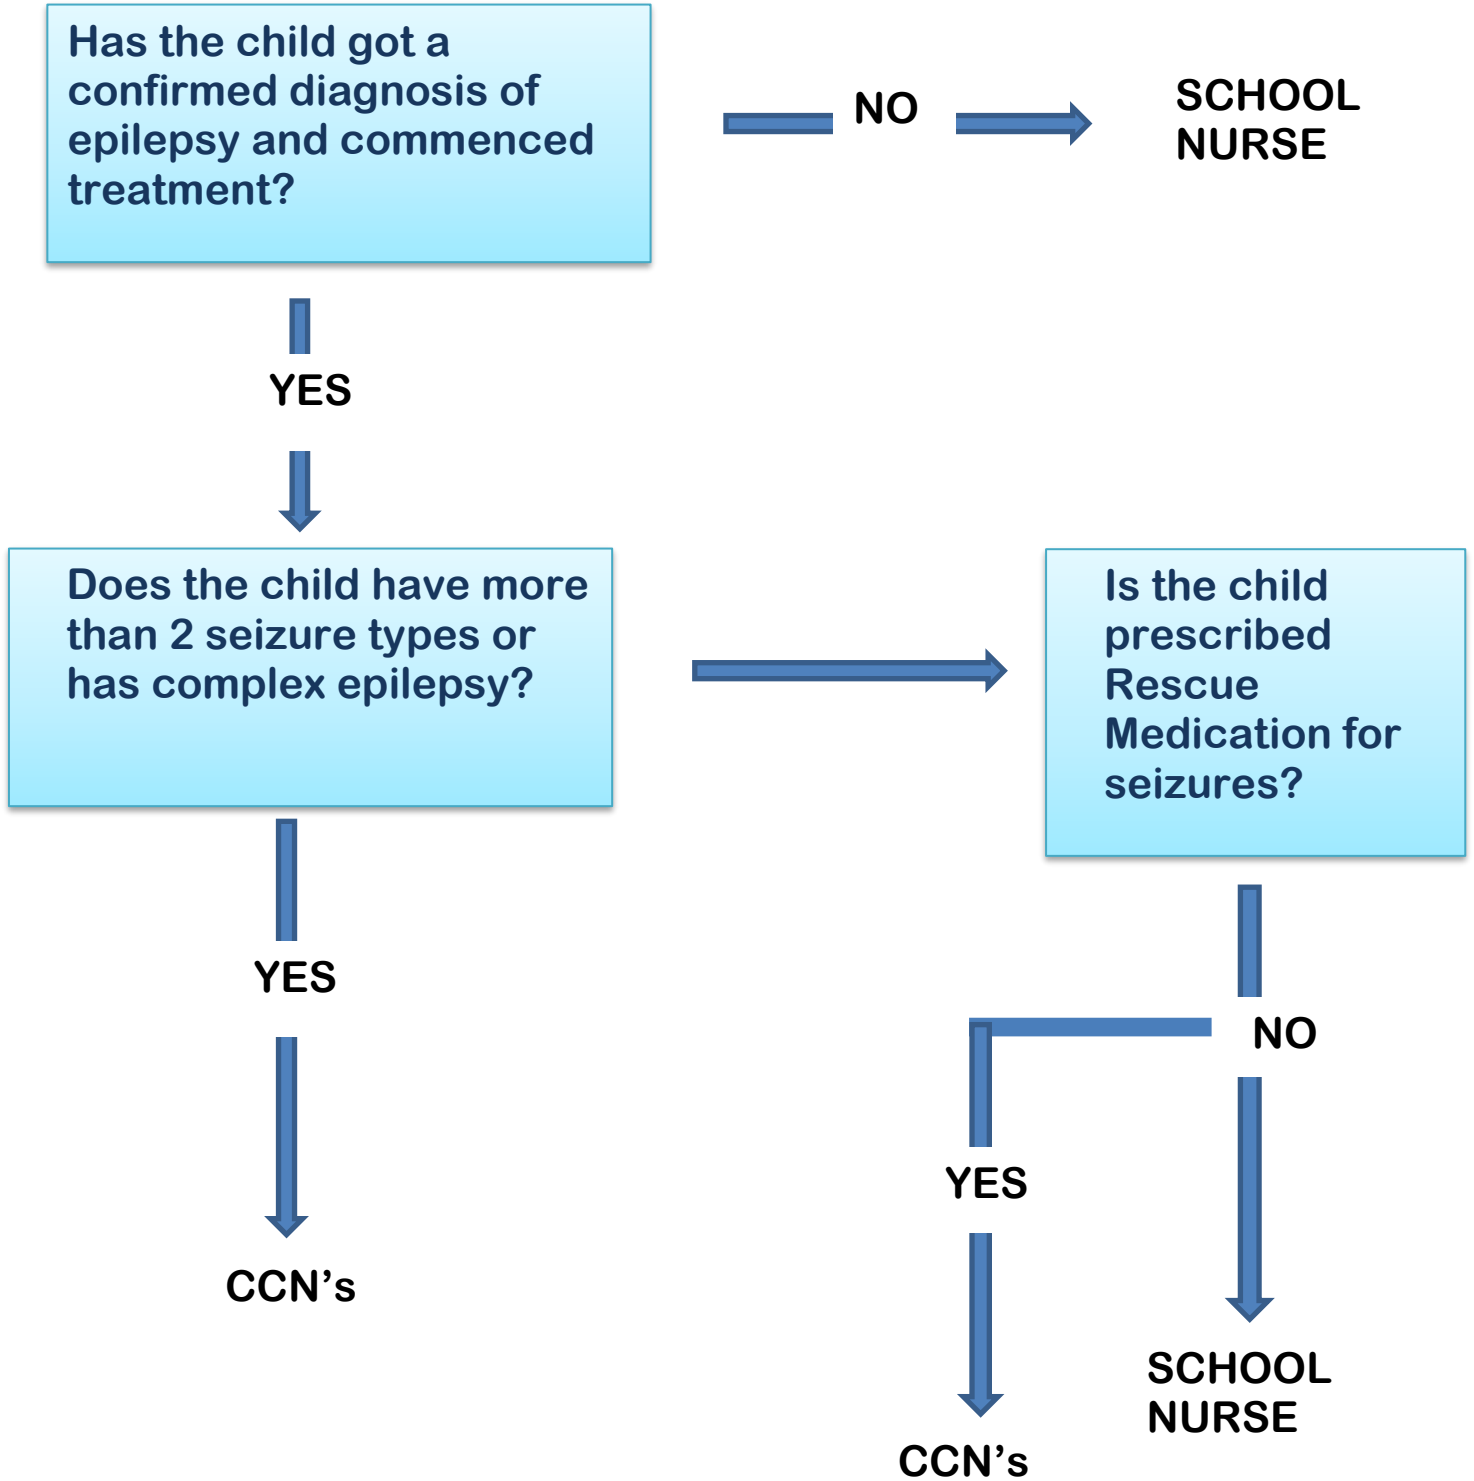 Has the child got a
confirmed diagnosis of
epilepsy and commenced
treatment?
NO
SCHOOL
NURSE
YES
Does the child have more
than 2 seizure types or
has complex epilepsy?
Is the child
prescribed
Rescue
Medication for
seizures?
YES
NO
YES
CCN’s
SCHOOL
NURSE
CCN’s